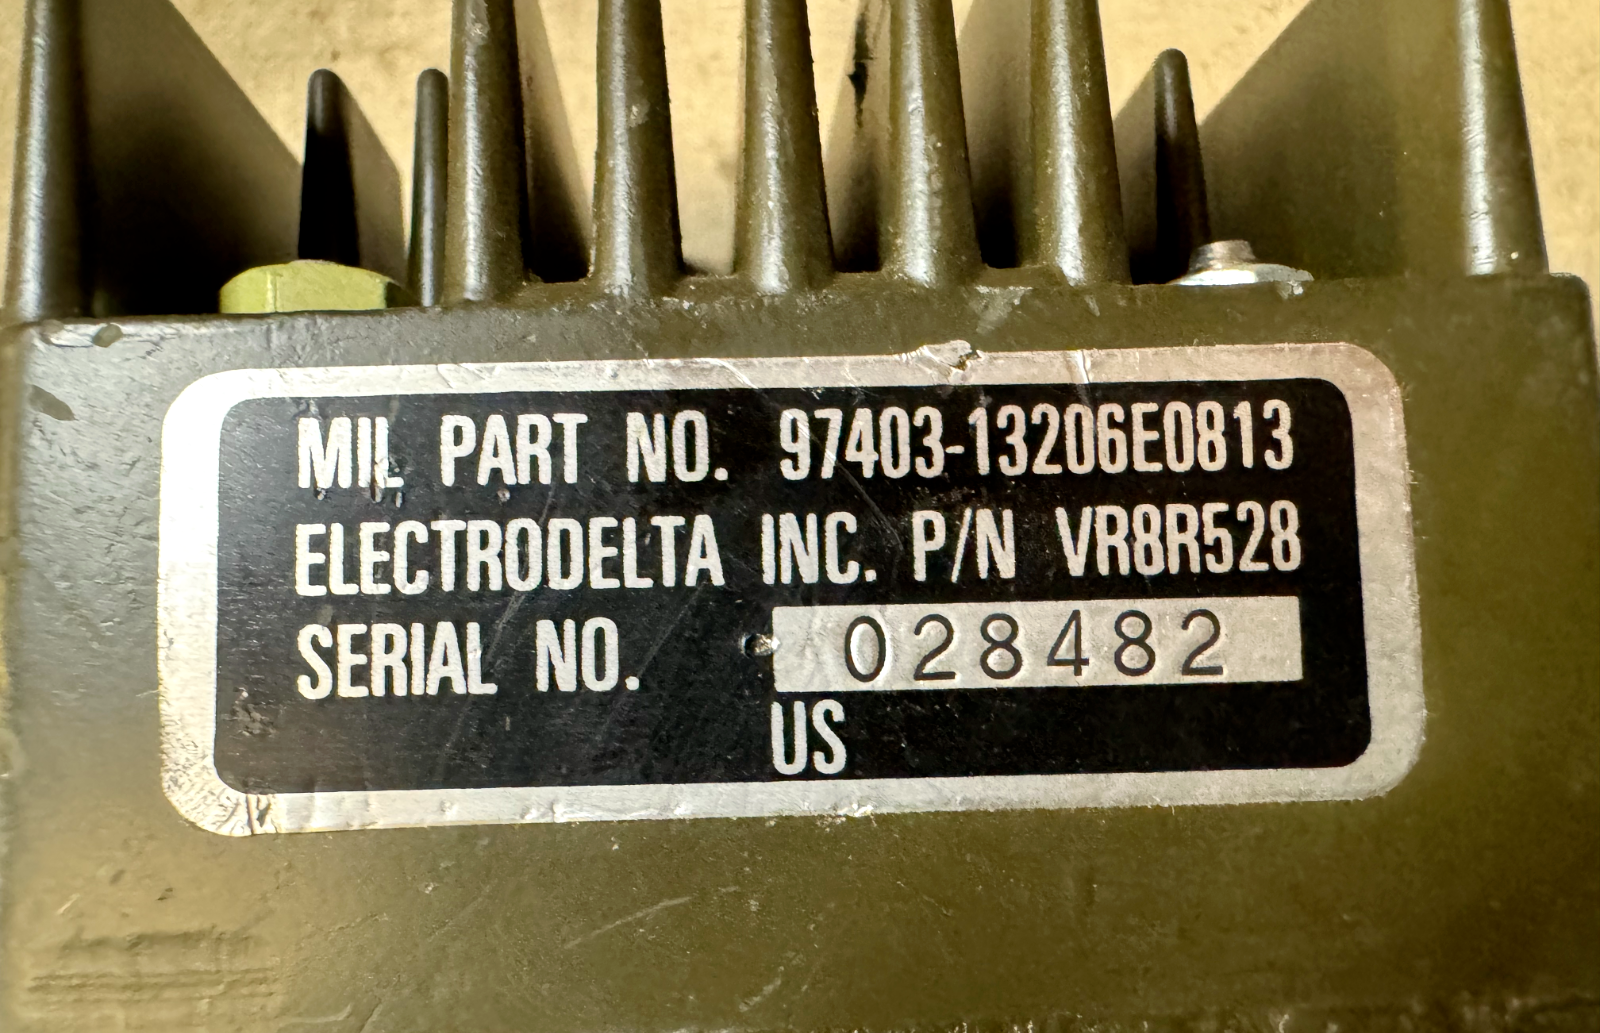 MIL PART NO. 97403-13206E0813
ELECTRODELTA INC. P/N VR8R528
SERIAL NO. 028482
US